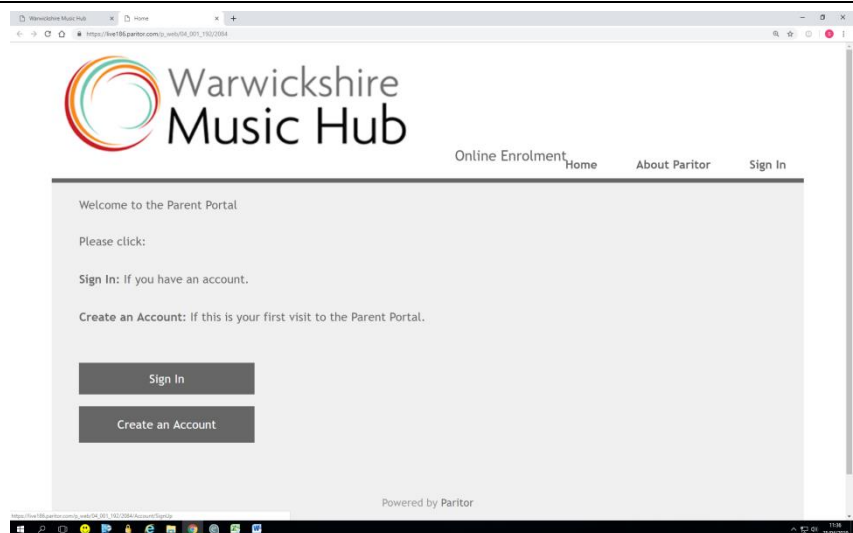 Warwickshire Music Hub
Home
https://live186.paritor.com/p_web/04_001_192/2084
Warwickshire
Music Hub
Online Enrolment
Home
About Paritor
Sign In
Welcome to the Parent Portal
Please click:
Sign In: If you have an account.
Create an Account: If this is your first visit to the Parent Portal.
Sign In
Create an Account
Powered by Paritor
https://live186.paritor.com/p_web/04_001_192/2084/Account/SignUp
11:36